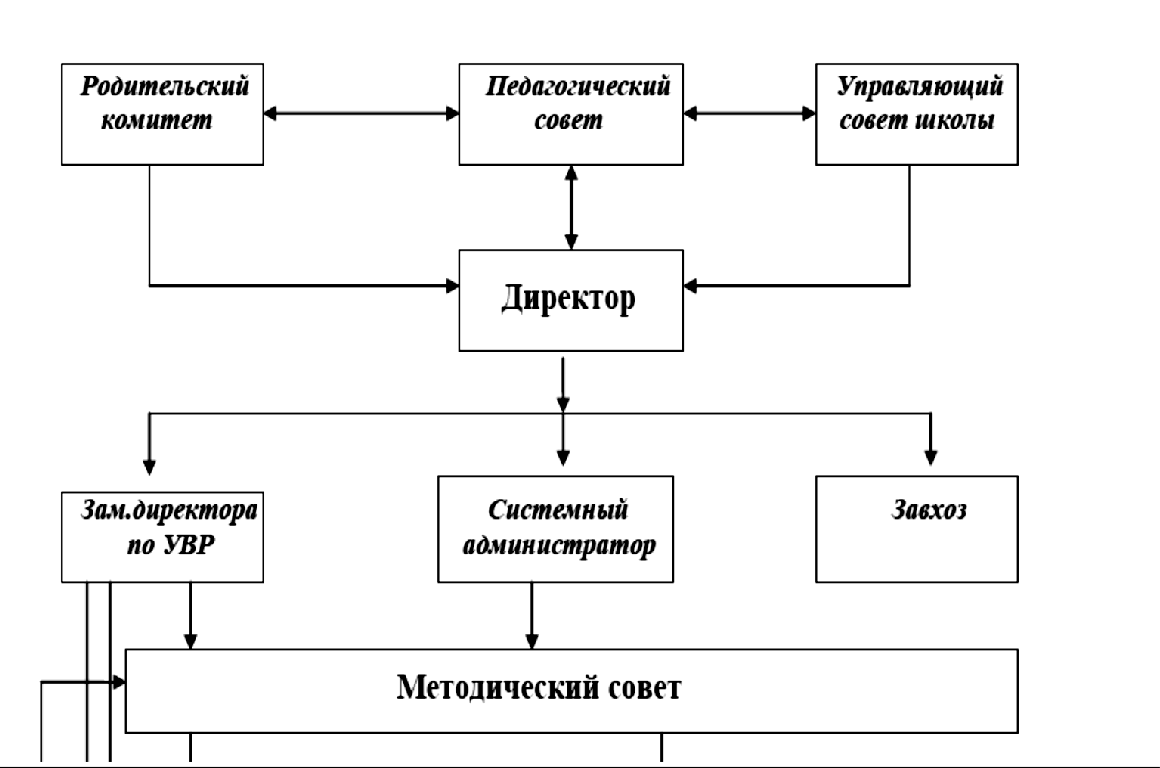 Родительский
комитет
Педагогический
совет
Управляющий
совет школы
Директор
Зам.директора
по УВР
Системный
администратор
Завхоз
Методический совет